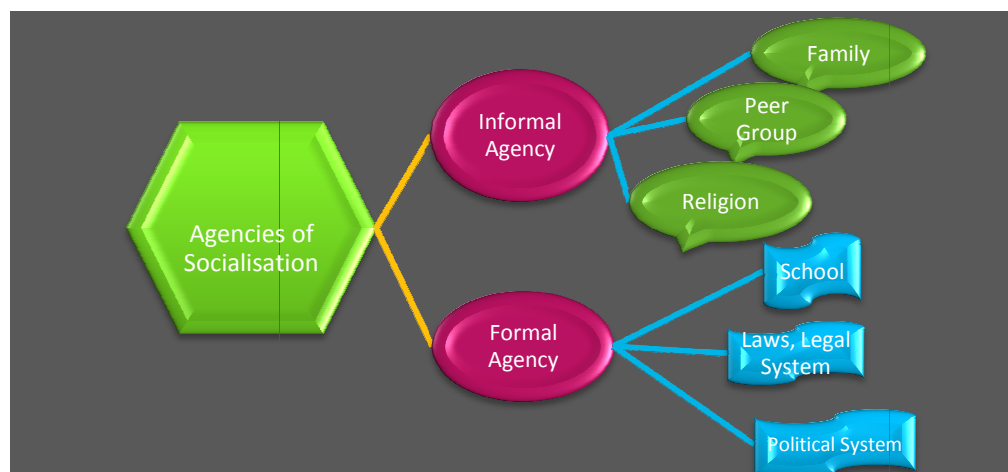 Agencies of
Socialisation
Informal
Agency
Family
Peer
Group
Religion
Formal
Agency
School
Laws, Legal
System
Political System